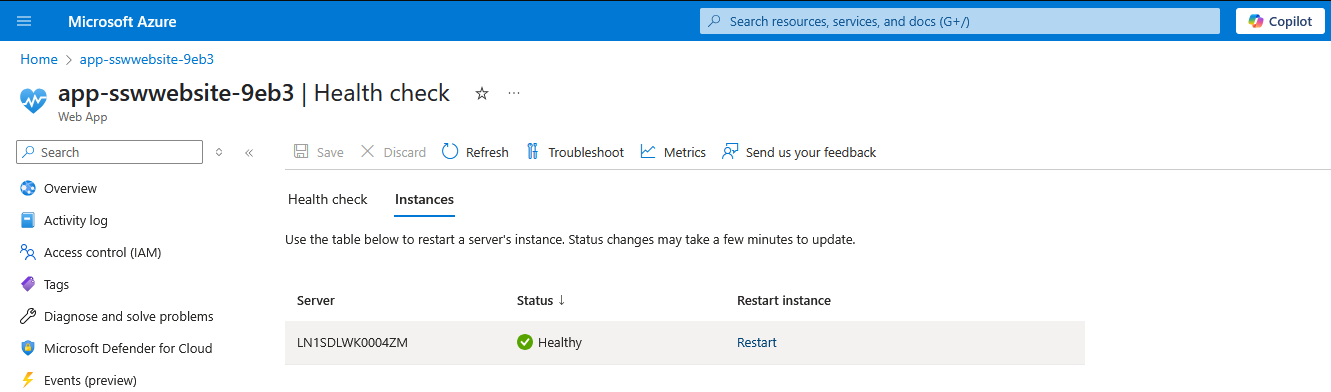 Microsoft Azure
Search resources, services, and docs (G+/)
Copilot
Home > app-sswwebsite-9eb3
app-sswwebsite-9eb3 | Health check
Web App
Search
Save
Discard
Refresh
Troubleshoot
Metrics
Send us your feedback
Overview
Activity log
Access control (IAM)
Tags
Diagnose and solve problems
Microsoft Defender for Cloud
Events (preview)
Health check
Instances
Use the table below to restart a server's instance. Status changes may take a few minutes to update.
Server Status ↓ Restart instance
LN1SDLWK0004ZM Healthy Restart